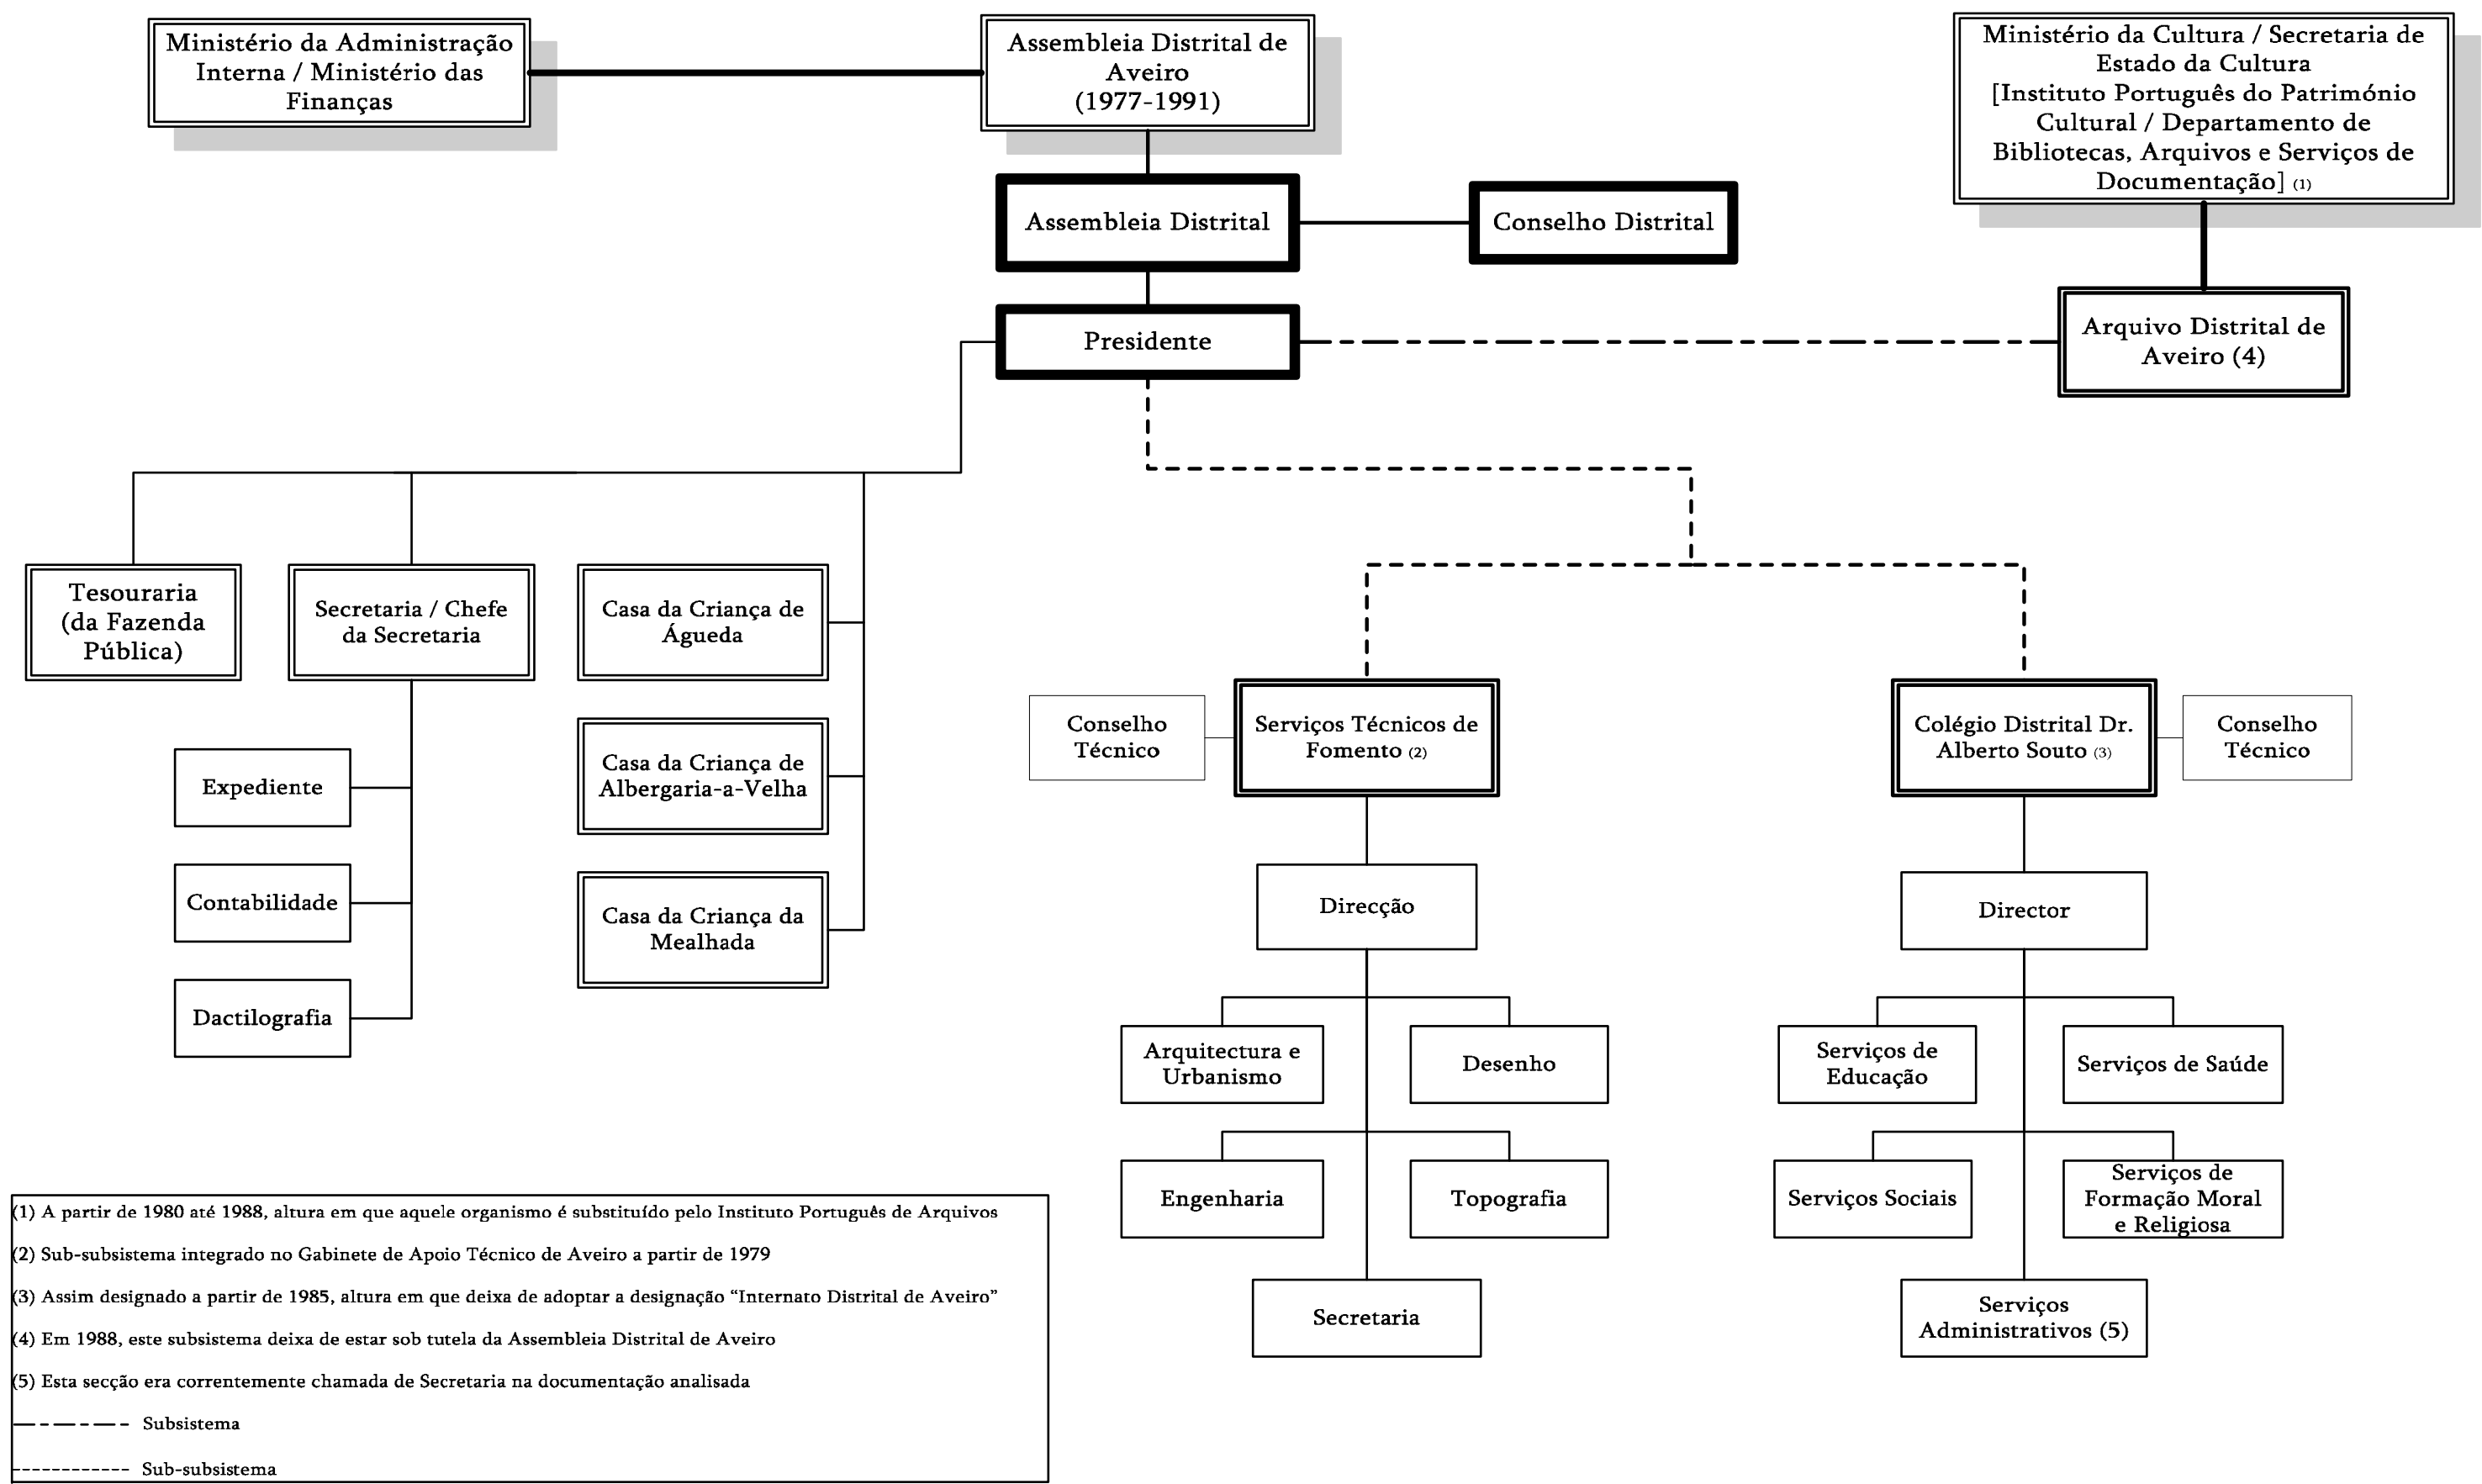 Ministério da Administração
Interna / Ministério das
Finanças
Assembleia Distrital de
Aveiro
(1977-1991)
Ministério da Cultura / Secretaria de
Estado da Cultura
[Instituto Português do Património
Cultural / Departamento de
Bibliotecas, Arquivos e Serviços de
Documentação] (1)
Assembleia Distrital
Conselho Distrital
Presidente
Arquivo Distrital de
Aveiro (4)
Tesouraria
(da Fazenda
Pública)
Secretaria / Chefe
da Secretaria
Expediente
Contabilidade
Dactilografia
Casa da Criança de
Águeda
Casa da Criança de
Albergaria-a-Velha
Casa da Criança da
Mealhada
Conselho
Técnico
Serviços Técnicos de
Fomento (2)
Direcção
Arquitectura e
Urbanismo
Desenho
Engenharia
Topografia
Secretaria
Colégio Distrital Dr.
Alberto Souto (3)
Conselho
Técnico
Director
Serviços de
Educação
Serviços de Saúde
Serviços Sociais
Serviços de
Formação Moral
e Religiosa
Serviços
Administrativos (5)
(1) A partir de 1980 até 1988, altura em que aquele organismo é substituído pelo Instituto Português de Arquivos
(2) Sub-subsistema integrado no Gabinete de Apoio Técnico de Aveiro a partir de 1979
(3) Assim designado a partir de 1985, altura em que deixa de adoptar a designação “Internato Distrital de Aveiro”
(4) Em 1988, este subsistema deixa de estar sob tutela da Assembleia Distrital de Aveiro
(5) Esta secção era correntemente chamada de Secretaria na documentação analisada
Subsistema
Sub-subsistema